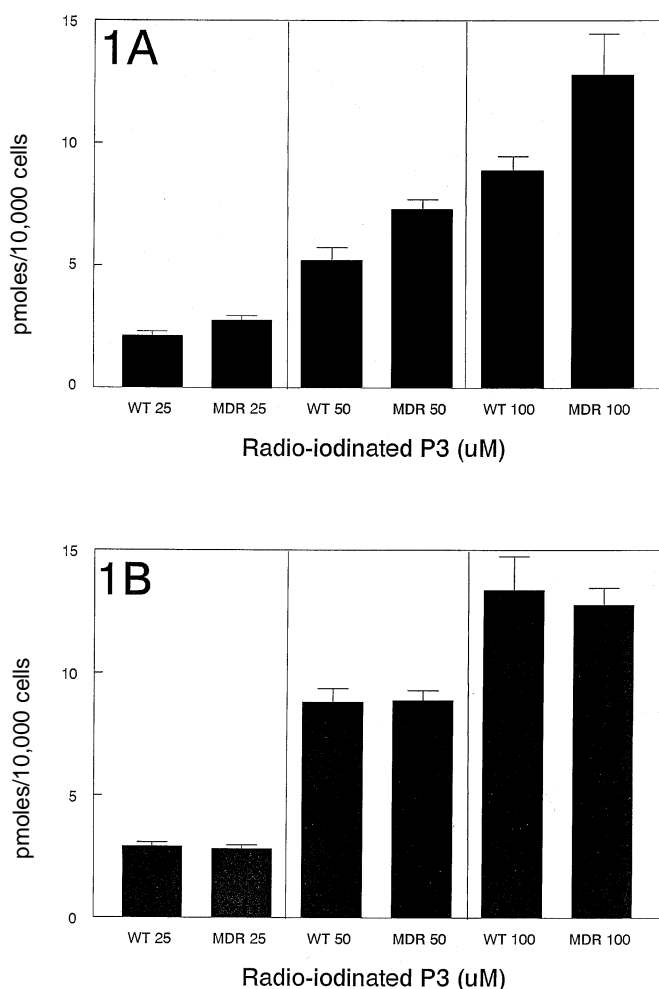 1A
15
10
5
0
pmoles/10,000 cells
WT 25 MDR 25 WT 50 MDR 50 WT 100 MDR 100
Radio-iodinated P3 (uM)
1B
15
10
5
0
pmoles/10,000 cells
WT 25 MDR 25 WT 50 MDR 50 WT 100 MDR 100
Radio-iodinated P3 (uM)